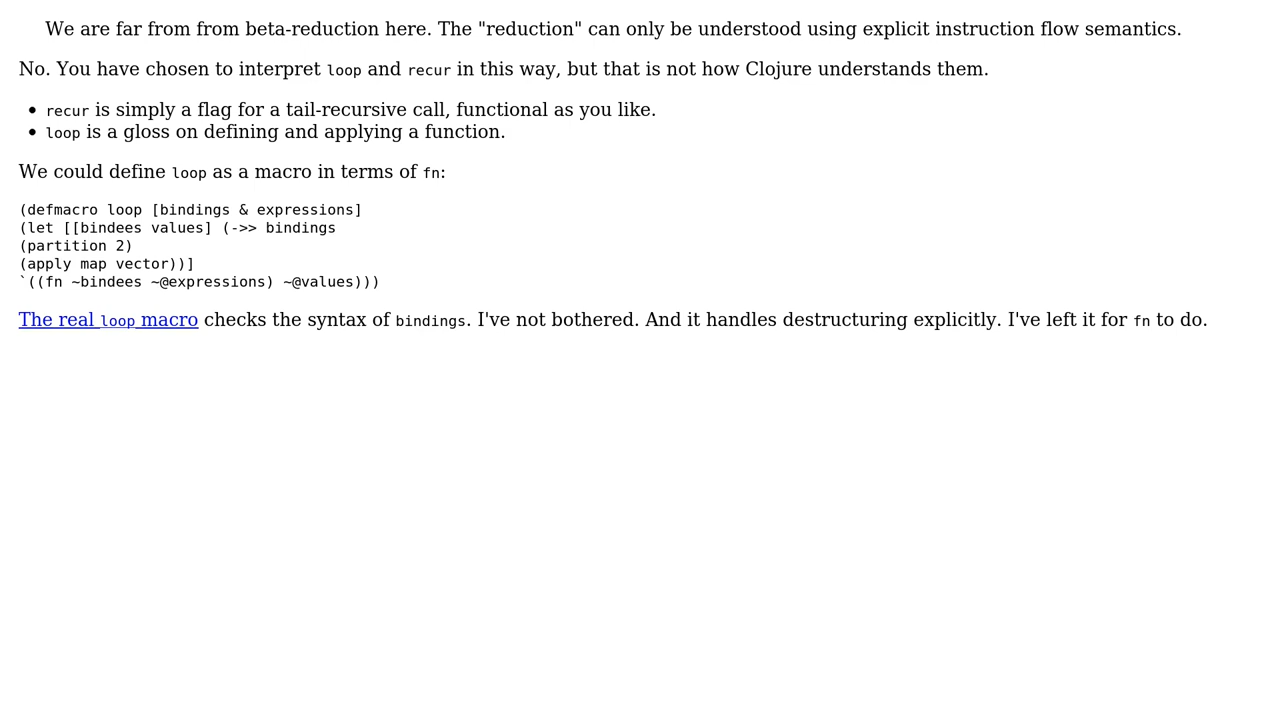 We are far from from beta-reduction here. The "reduction" can only be understood using explicit instruction flow semantics.
No. You have chosen to interpret loop and recur in this way, but that is not how Clojure understands them.
• recur is simply a flag for a tail-recursive call, functional as you like.
• loop is a gloss on defining and applying a function.
We could define loop as a macro in terms of fn:
(defmacro loop [bindings & expressions]
(let [[bindees values] (->> bindings
(partition 2)
(apply map vector))]
`((fn ~bindees ~@expressions) ~@values)))
The real loop macro checks the syntax of bindings. I've not bothered. And it handles destructuring explicitly. I've left it for fn to do.